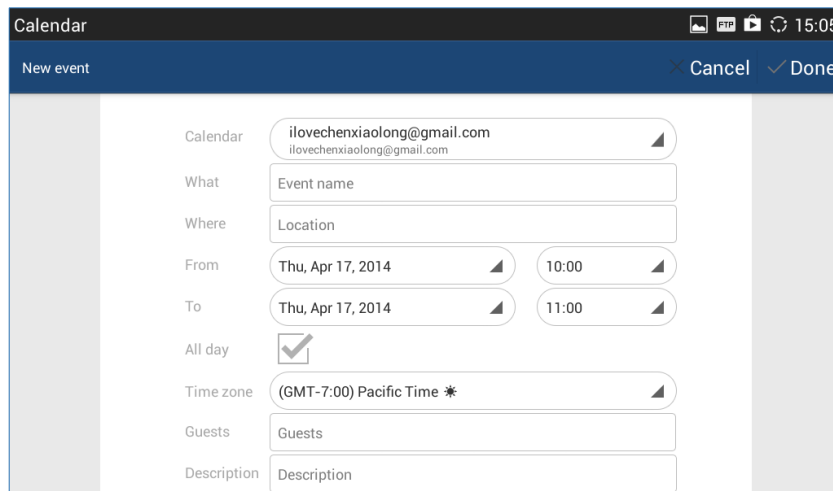 Calendar FTP 15:05
New event Cancel Done
Calendar ilovechenxiaolong@gmail.com
ilovechenxiaolong@gmail.com
What Event name
Where Location
From Thu, Apr 17, 2014 10:00
To Thu, Apr 17, 2014 11:00
All day
Time zone (GMT-7:00) Pacific Time ☀
Guests Guests
Description Description